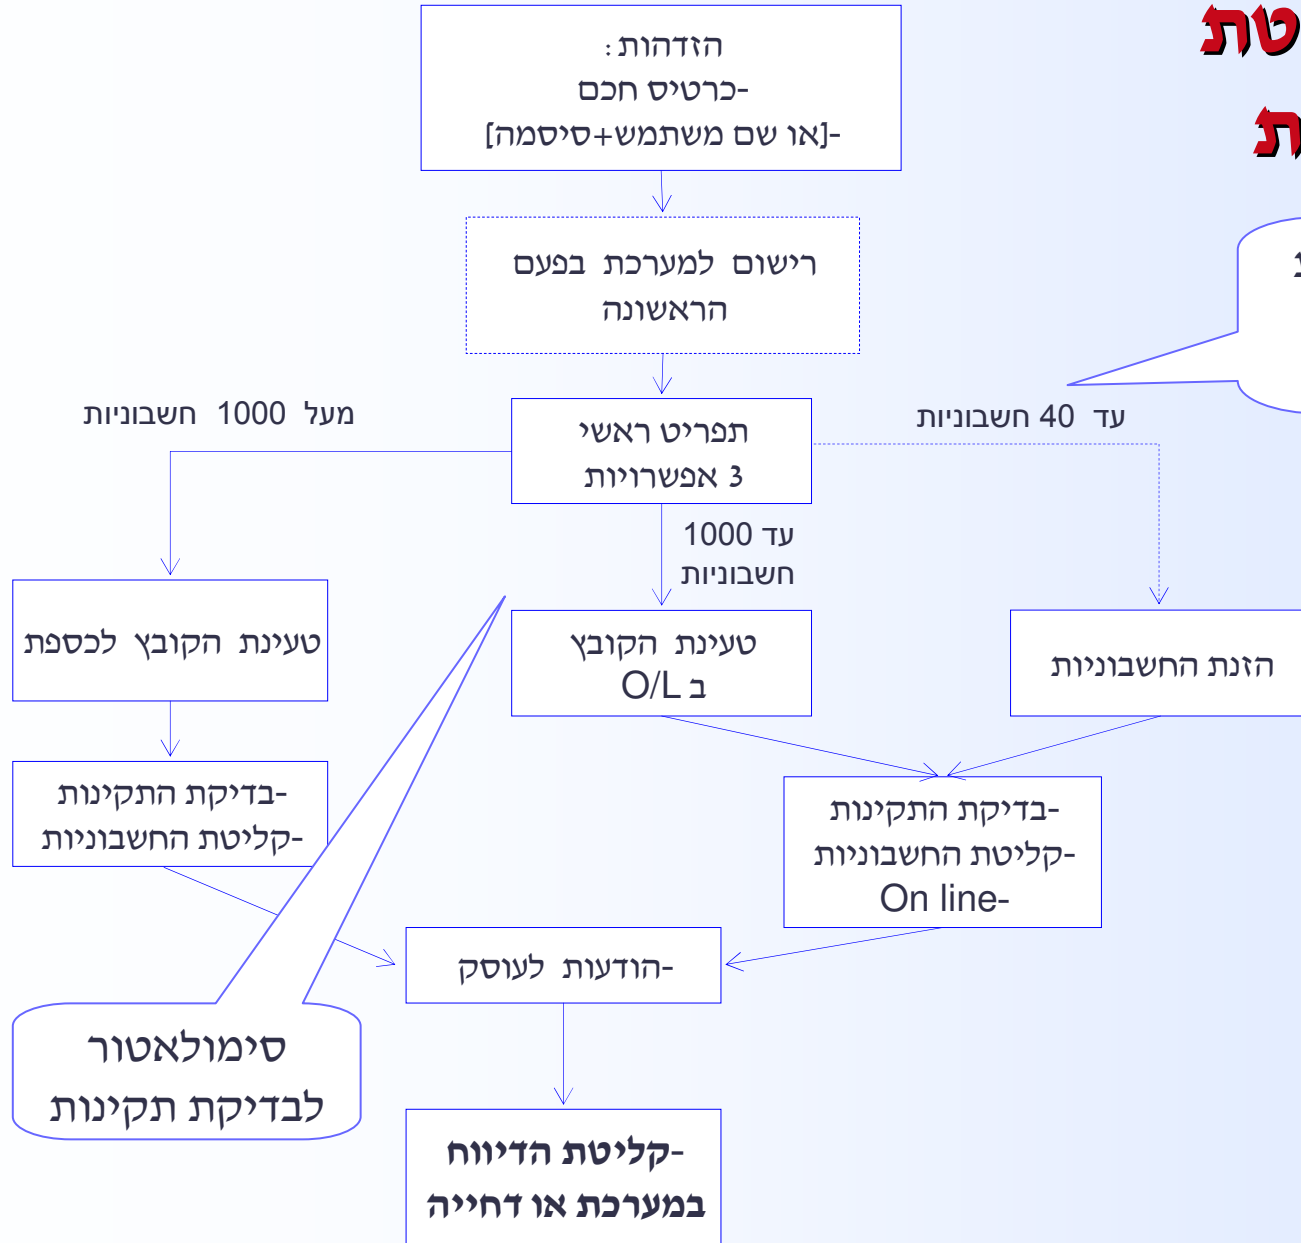 הזדהות:
-כרטיס חכם
-[או שם משתמש+סיסמה]
רישום למערכת בפעם
הראשונה
תפריט ראשי
3 אפשרויות
מעל 1000 חשבוניות
עד 40 חשבוניות
עד 1000
חשבוניות
טעינת הקובץ לכספת
טעינת הקובץ
ב O/L
הזנת החשבוניות
-בדיקת התקינות
-קליטת החשבוניות
-בדיקת התקינות
-קליטת החשבוניות
-On line
-הודעות לעוסק
סימולאטור
לבדיקת תקינות
-קליטת הדיווח
במערכת או דחייה